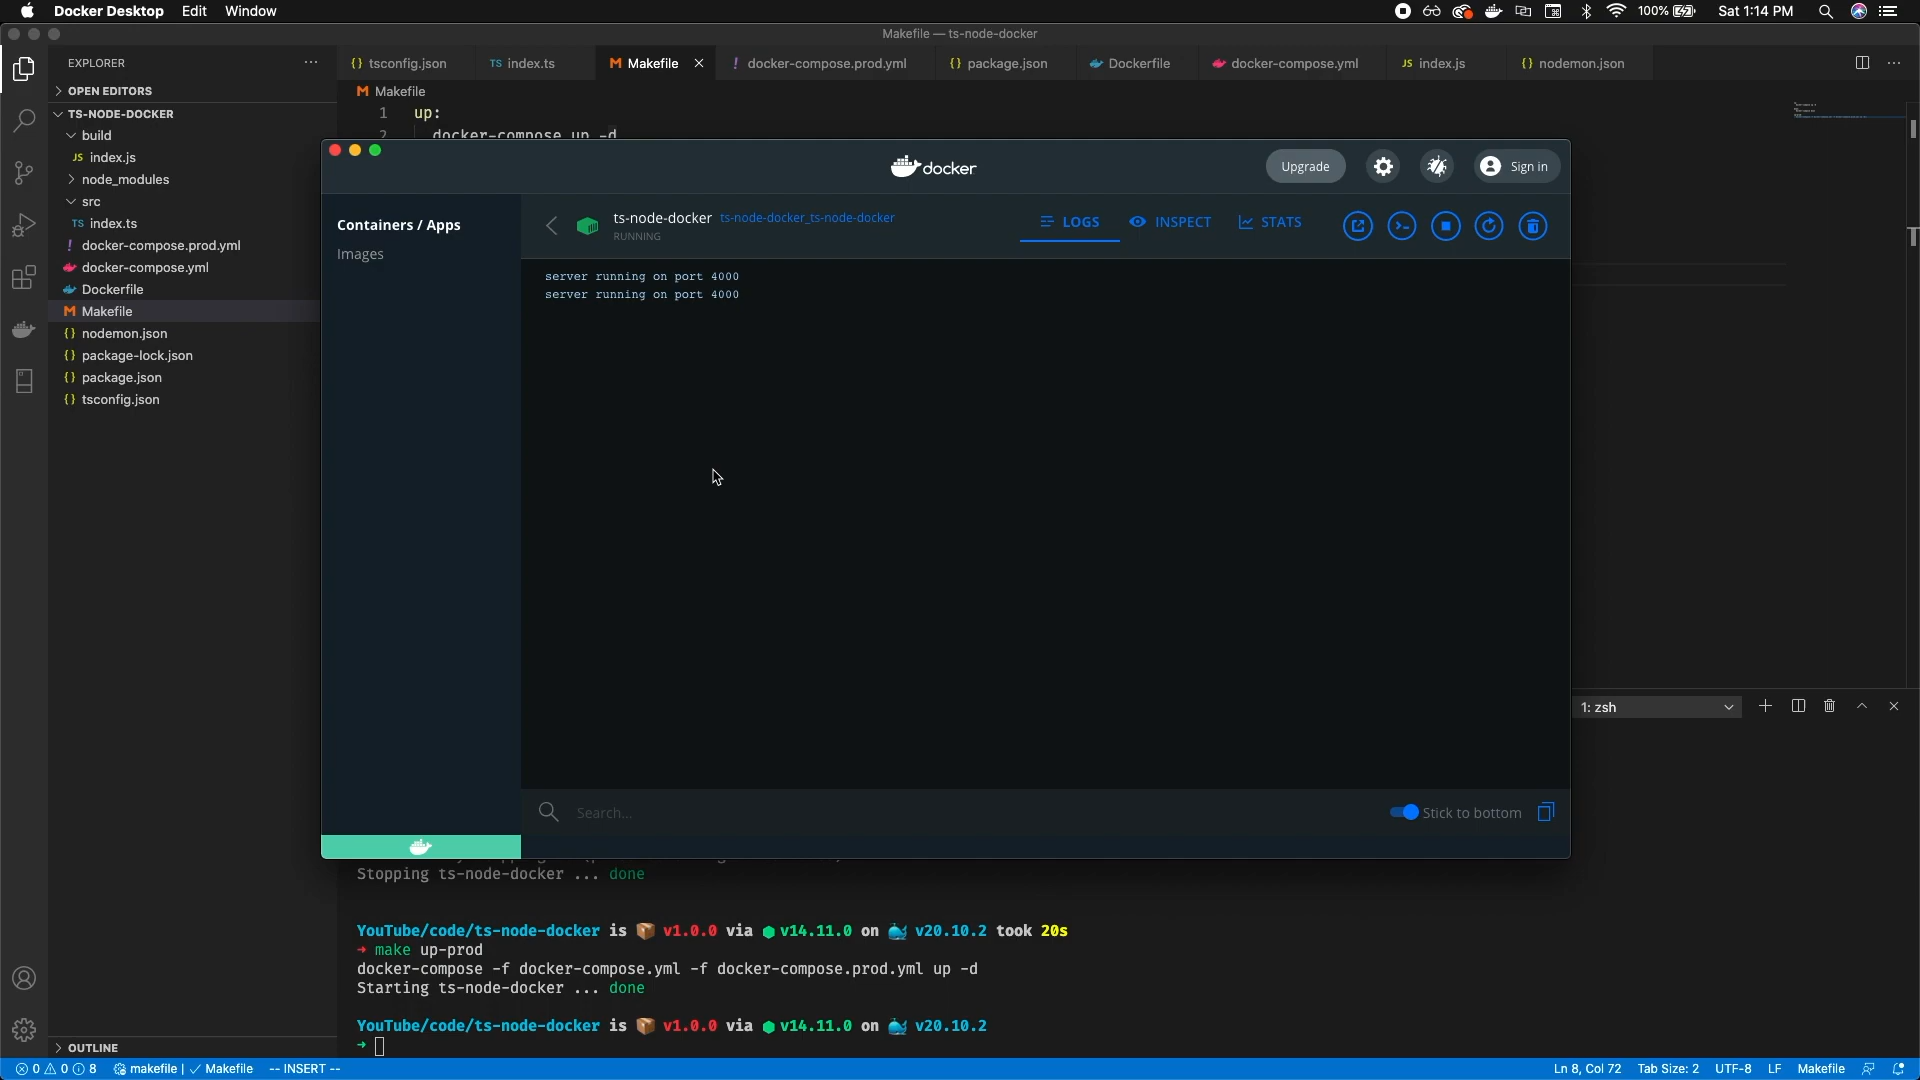 Docker Desktop Edit Window
100% Sat 1:14 PM
Makefile — ts-node-docker
EXPLORER
{} tsconfig.json TS index.ts M Makefile ! docker-compose.prod.yml {} package.json Dockerfile docker-compose.yml JS index.js {} nodemon.json
OPEN EDITORS
M Makefile
TS-NODE-DOCKER
1 up:
build
2 docker-compose up -d
JS index.js
node_modules
src
TS index.ts
! docker-compose.prod.yml
docker-compose.yml
Dockerfile
M Makefile
{} nodemon.json
{} package-lock.json
{} package.json
{} tsconfig.json
docker
Upgrade
Sign in
Containers / Apps
Images
ts-node-docker ts-node-docker_ts-node-docker
RUNNING
LOGS INSPECT STATS
server running on port 4000
server running on port 4000
Search...
Stick to bottom
1: zsh
Stopping ts-node-docker ... done
YouTube/code/ts-node-docker is 📦 v1.0.0 via ⬢ v14.11.0 on 🐳 v20.10.2 took 20s
➜ make up-prod
docker-compose -f docker-compose.yml -f docker-compose.prod.yml up -d
Starting ts-node-docker ... done
YouTube/code/ts-node-docker is 📦 v1.0.0 via ⬢ v14.11.0 on 🐳 v20.10.2
➜
OUTLINE
0 0 8 makefile | ✓ Makefile -- INSERT --
Ln 8, Col 72 Tab Size: 2 UTF-8 LF Makefile